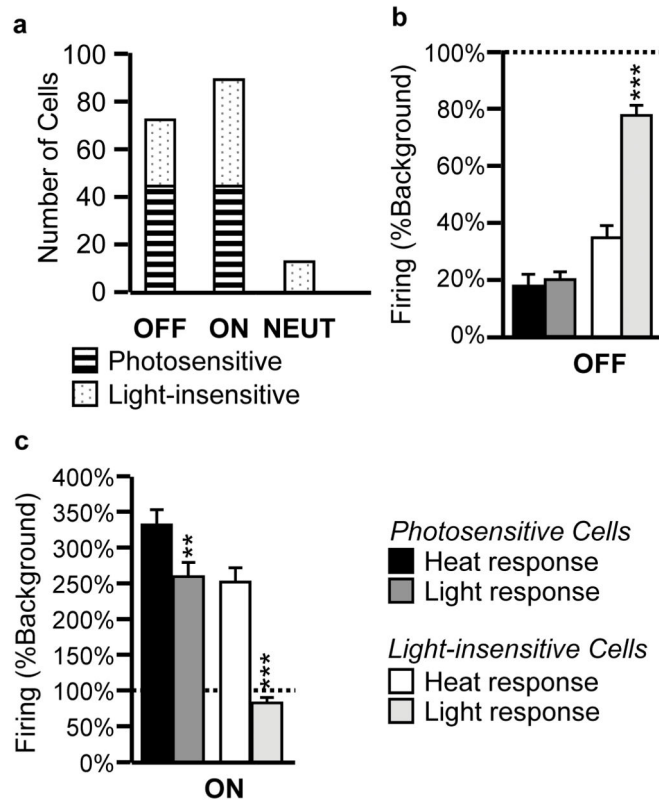 a
Number of Cells
100
80
60
40
20
0
OFF ON NEUT
Photosensitive
Light-insensitive
b
Firing (%Background)
100%
80%
60%
40%
20%
0%
***
OFF
c
Firing (%Background)
400%
350%
300%
250%
200%
150%
100%
50%
0%
**
***
ON
Photosensitive Cells
Heat response
Light response
Light-insensitive Cells
Heat response
Light response